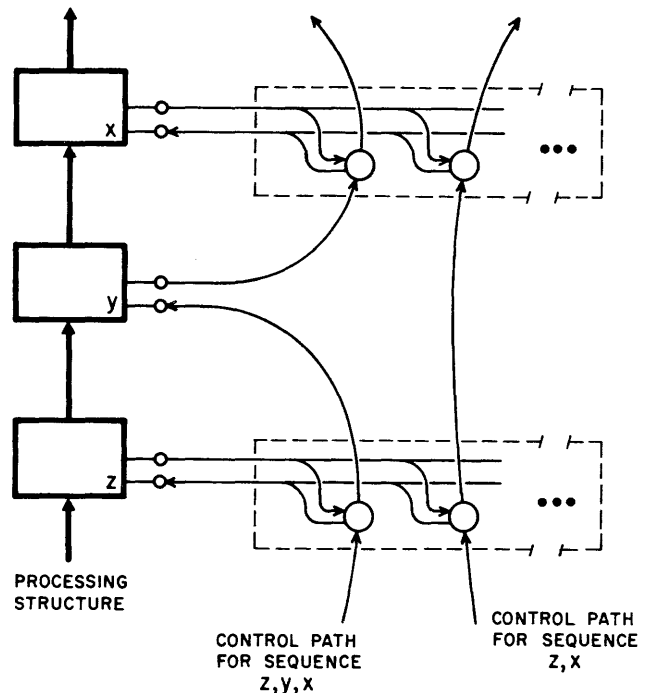 x
y
z
PROCESSING
STRUCTURE
CONTROL PATH
FOR SEQUENCE
z,y,x
CONTROL PATH
FOR SEQUENCE
z,x